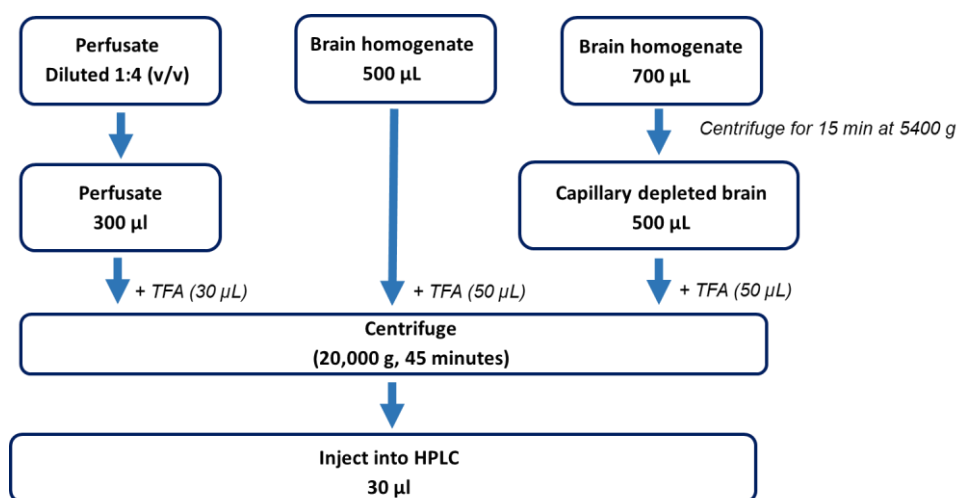 Perfusate
Diluted 1:4 (v/v)
Brain homogenate
500 µL
Brain homogenate
700 µL
Centrifuge for 15 min at 5400 g
Perfusate
300 µl
Capillary depleted brain
500 µL
+ TFA (30 µL)
+ TFA (50 µL)
+ TFA (50 µL)
Centrifuge
(20,000 g, 45 minutes)
Inject into HPLC
30 µl